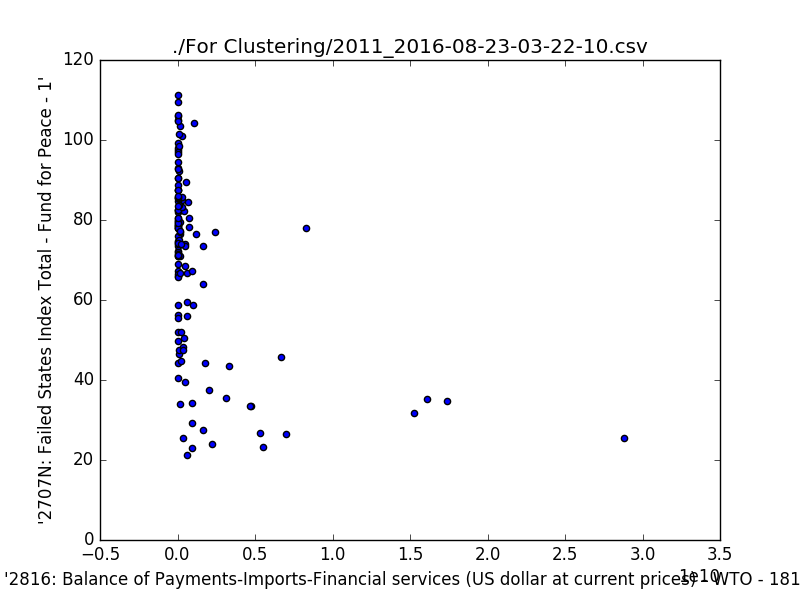 ./For Clustering/2011_2016-08-23-03-22-10.csv
120
100
80
60
40
20
0
'2707N: Failed States Index Total - Fund for Peace - 1'
−0.5 0.0 0.5 1.0 1.5 2.0 2.5 3.0 3.5
1e10
'2816: Balance of Payments-Imports-Financial services (US dollar at current prices) - WTO - 181